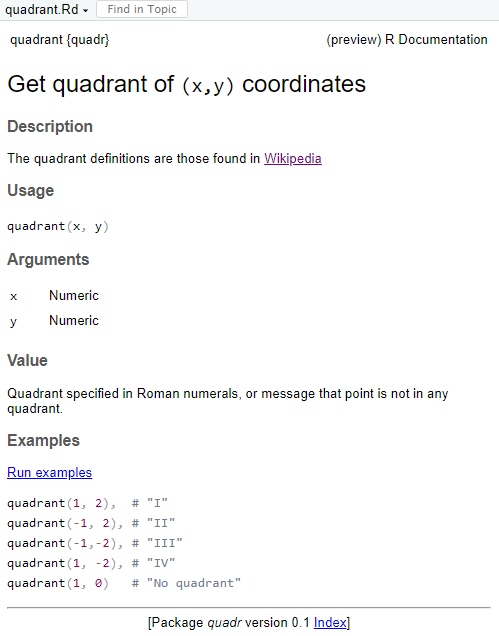 quadrant.Rd Find in Topic
quadrant {quadr} (preview) R Documentation
Get quadrant of (x,y) coordinates
Description
The quadrant definitions are those found in Wikipedia
Usage
quadrant(x, y)
Arguments
x Numeric
y Numeric
Value
Quadrant specified in Roman numerals, or message that point is not in any
quadrant.
Examples
Run examples
quadrant(1, 2),  # "I"
quadrant(-1, 2), # "II"
quadrant(-1,-2), # "III"
quadrant(1, -2), # "IV"
quadrant(1, 0)   # "No quadrant"
[Package quadr version 0.1 Index]